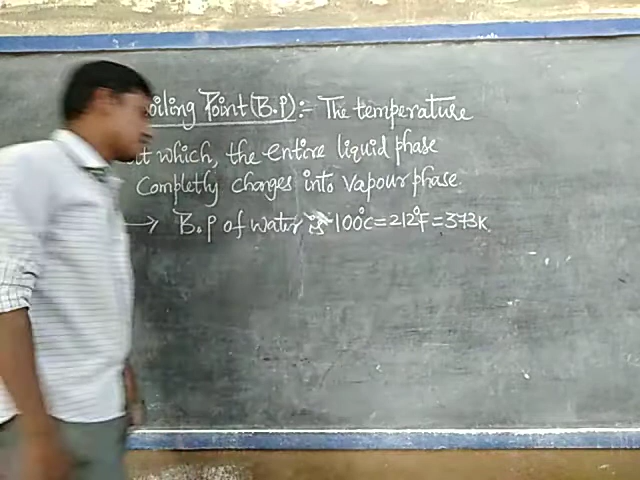 oiling Point (B.P) :- The temperature
t which, the entire liquid phase
Completly changes into vapour phase.
→ B.P of water is 100°C = 212°F = 373K.